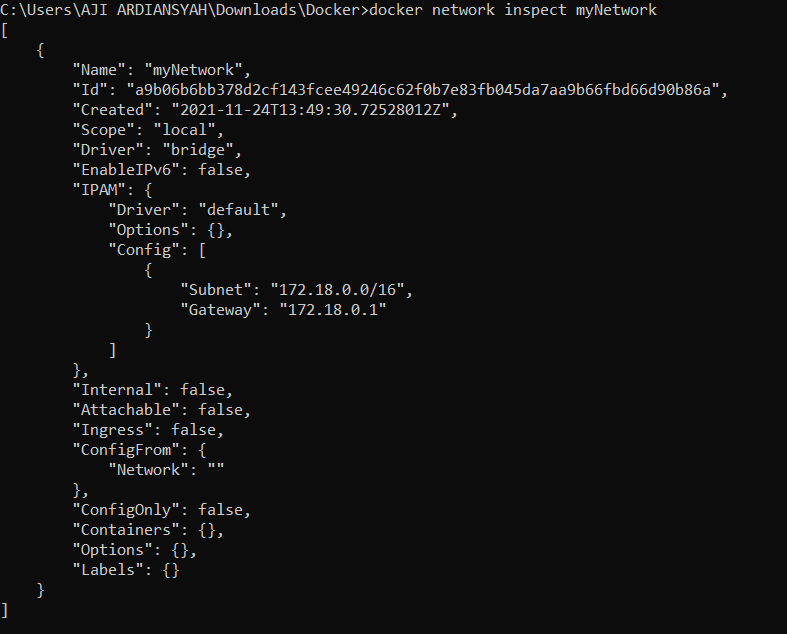 C:\Users\AJI ARDIANSYAH\Downloads\Docker>docker network inspect myNetwork
[
    {
        "Name": "myNetwork",
        "Id": "a9b06b6bb378d2cf143fcee49246c62f0b7e83fb045da7aa9b66fbd66d90b86a",
        "Created": "2021-11-24T13:49:30.72528012Z",
        "Scope": "local",
        "Driver": "bridge",
        "EnableIPv6": false,
        "IPAM": {
            "Driver": "default",
            "Options": {},
            "Config": [
                {
                    "Subnet": "172.18.0.0/16",
                    "Gateway": "172.18.0.1"
                }
            ]
        },
        "Internal": false,
        "Attachable": false,
        "Ingress": false,
        "ConfigFrom": {
            "Network": ""
        },
        "ConfigOnly": false,
        "Containers": {},
        "Options": {},
        "Labels": {}
    }
]